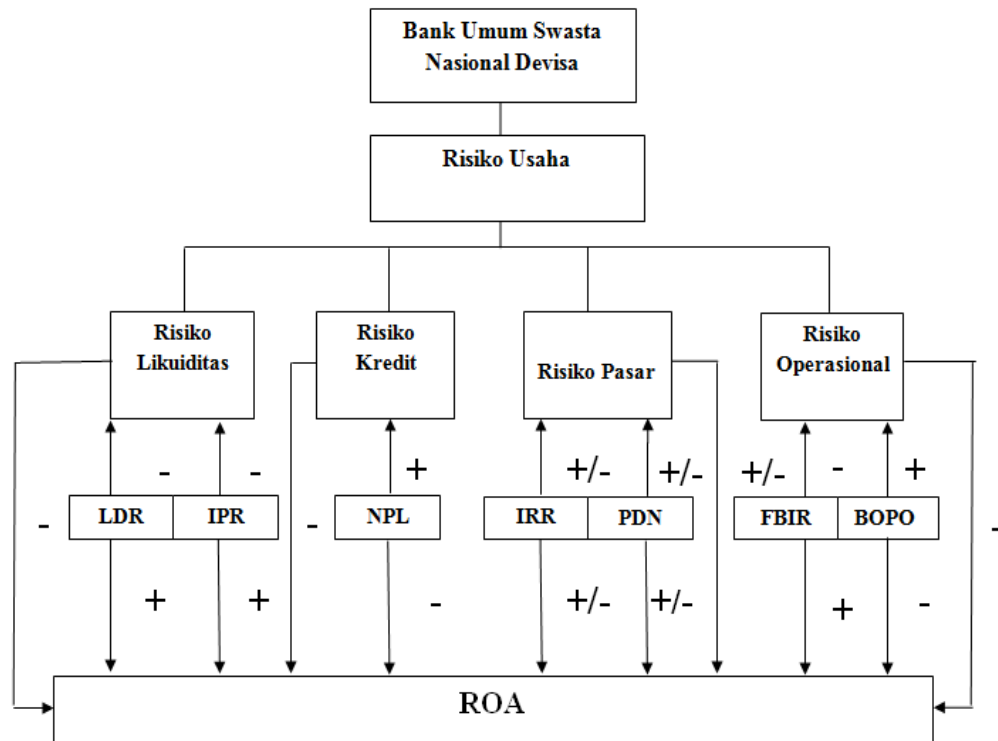 Bank Umum Swasta
Nasional Devisa
Risiko Usaha
Risiko
Likuiditas
Risiko
Kredit
Risiko Pasar
Risiko
Operasional
- - + +/- +/- +/- - +
- LDR IPR - NPL IRR PDN FBIR BOPO -
+ + - +/- +/- + -
ROA